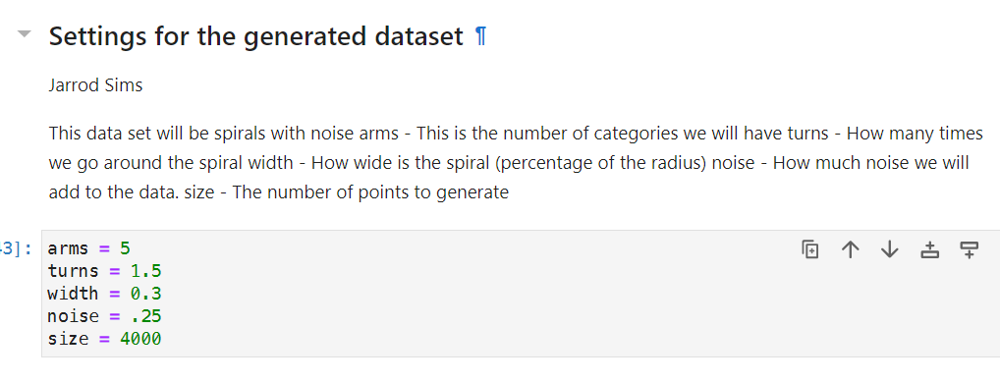 Settings for the generated dataset ¶
Jarrod Sims
This data set will be spirals with noise arms - This is the number of categories we will have turns - How many times
we go around the spiral width - How wide is the spiral (percentage of the radius) noise - How much noise we will
add to the data. size - The number of points to generate
3]: arms = 5
turns = 1.5
width = 0.3
noise = .25
size = 4000